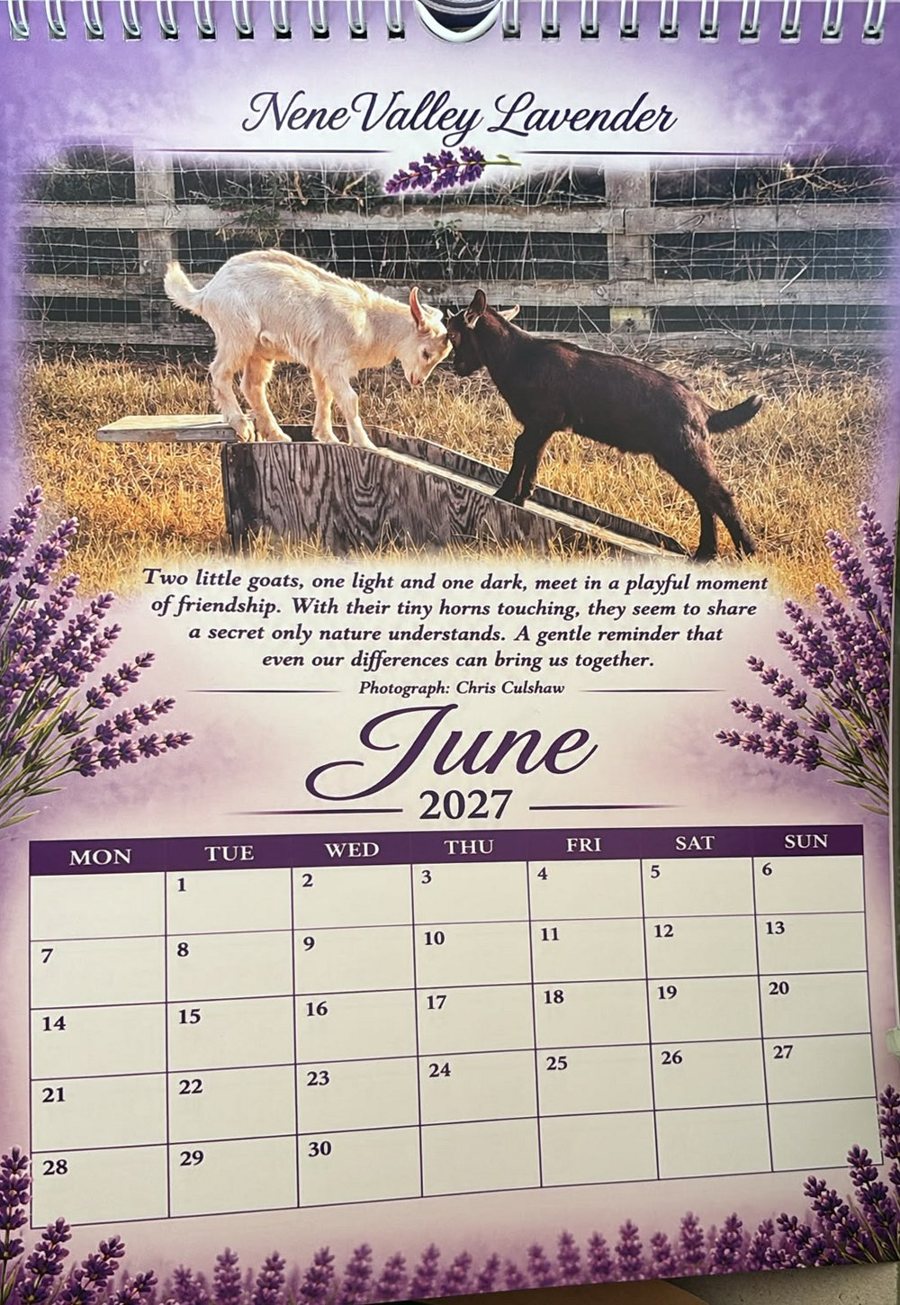 Nene Valley Lavender
Two little goats, one light and one dark, meet in a playful moment
of friendship. With their tiny horns touching, they seem to share
a secret only nature understands. A gentle reminder that
even our differences can bring us together.
Photograph: Chris Culshaw
June
2027
MON TUE WED THU FRI SAT SUN
1 2 3 4 5 6
7 8 9 10 11 12 13
14 15 16 17 18 19 20
21 22 23 24 25 26 27
28 29 30